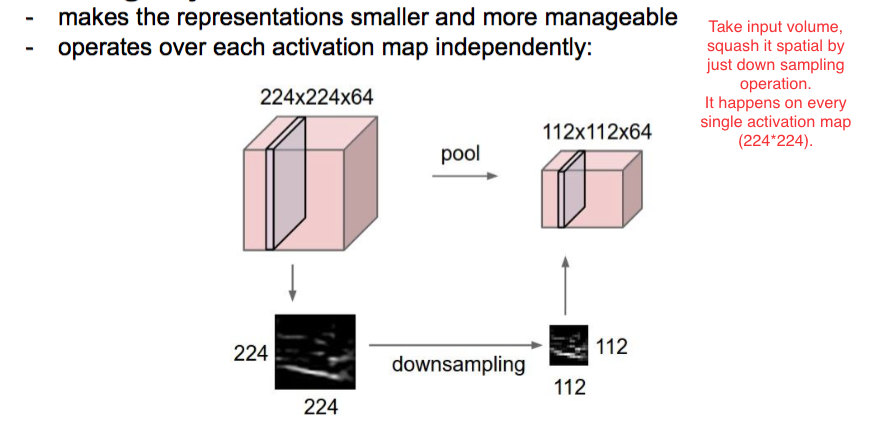 - makes the representations smaller and more manageable
- operates over each activation map independently:
Take input volume,
squash it spatial by
just down sampling
operation.
It happens on every
single activation map
(224*224).
224x224x64
pool
112x112x64
224
224
downsampling
112
112